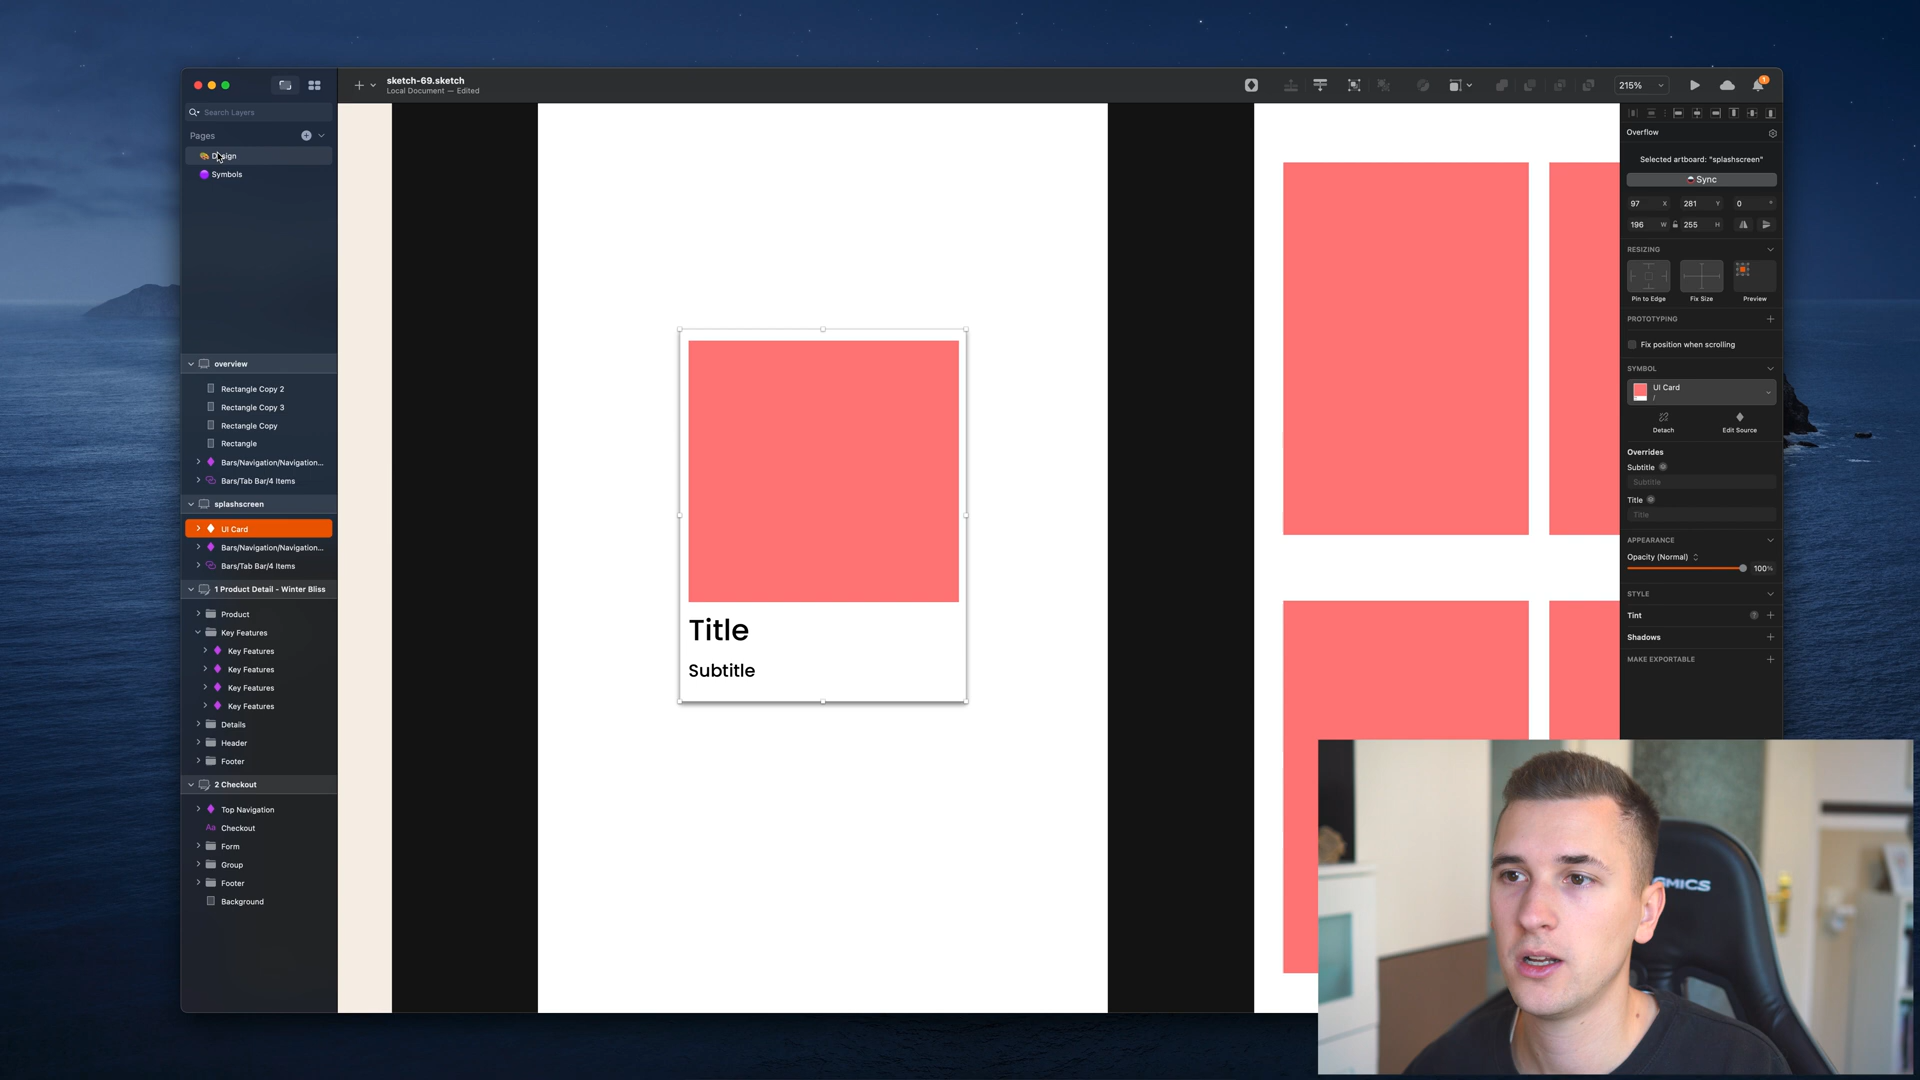 sketch-69.sketch
Local Document — Edited
215%
1
Search Layers
Pages
Design
Symbols
overview
Rectangle Copy 2
Rectangle Copy 3
Rectangle Copy
Rectangle
Bars/Navigation/Navigation...
Bars/Tab Bar/4 Items
splashscreen
UI Card
Bars/Navigation/Navigation...
Bars/Tab Bar/4 Items
1 Product Detail - Winter Bliss
Product
Key Features
Key Features
Key Features
Key Features
Key Features
Details
Header
Footer
2 Checkout
Top Navigation
Aa Checkout
Form
Group
Footer
Background
Title
Subtitle
Overflow
Selected artboard: "splashscreen"
Sync
97 X 281 Y 0 °
196 W 255 H
RESIZING
Pin to Edge Fix Size Preview
PROTOTYPING
Fix position when scrolling
SYMBOL
UI Card
/
Detach Edit Source
Overrides
Subtitle
Subtitle
Title
Title
APPEARANCE
Opacity (Normal)
100%
STYLE
Tint
Shadows
MAKE EXPORTABLE